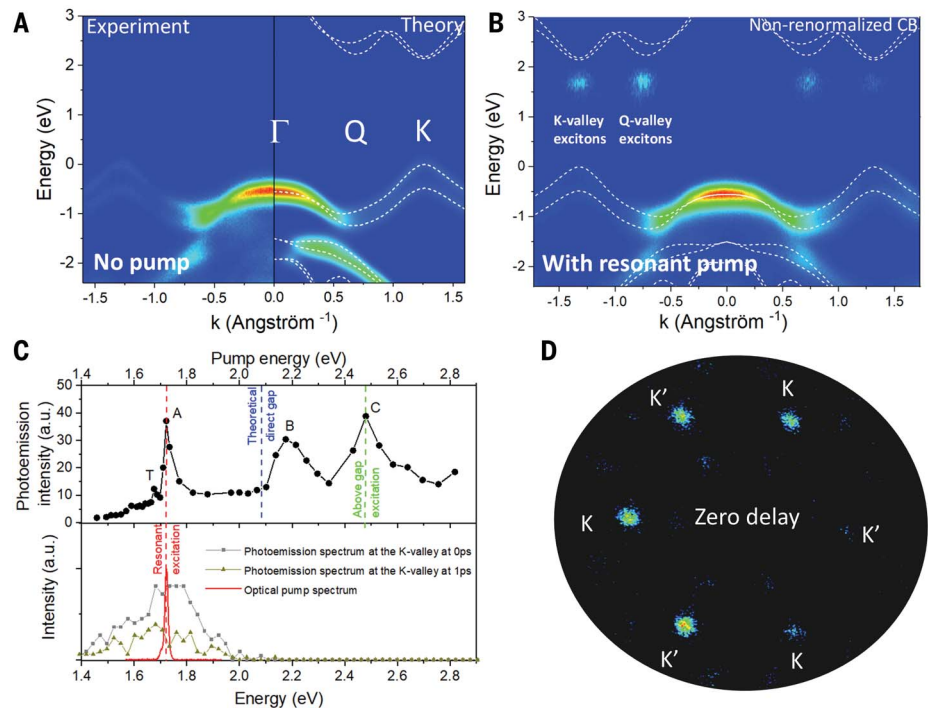 A
Experiment
Theory
Γ
Q
K
No pump
Energy (eV)
3
2
1
0
-1
-2
-1.5
-1.0
-0.5
0.0
0.5
1.0
1.5
k (Angström -1)
B
Non-renormalized CB
K-valley
excitons
Q-valley
excitons
With resonant pump
Energy (eV)
3
2
1
0
-1
-2
-1.5
-1.0
-0.5
0.0
0.5
1.0
1.5
k (Angström -1)
C
Pump energy (eV)
1.4
1.6
1.8
2.0
2.2
2.4
2.6
2.8
Photoemission
intensity (a.u.)
50
40
30
20
10
0
T
A
B
C
Theoretical
direct gap
Above gap
excitation
Resonant
excitation
Intensity (a.u.)
Photoemission spectrum at the K-valley at 0ps
Photoemission spectrum at the K-valley at 1ps
Optical pump spectrum
1.4
1.6
1.8
2.0
2.2
2.4
2.6
2.8
Energy (eV)
D
K'
K
K
Zero delay
K'
K'
K